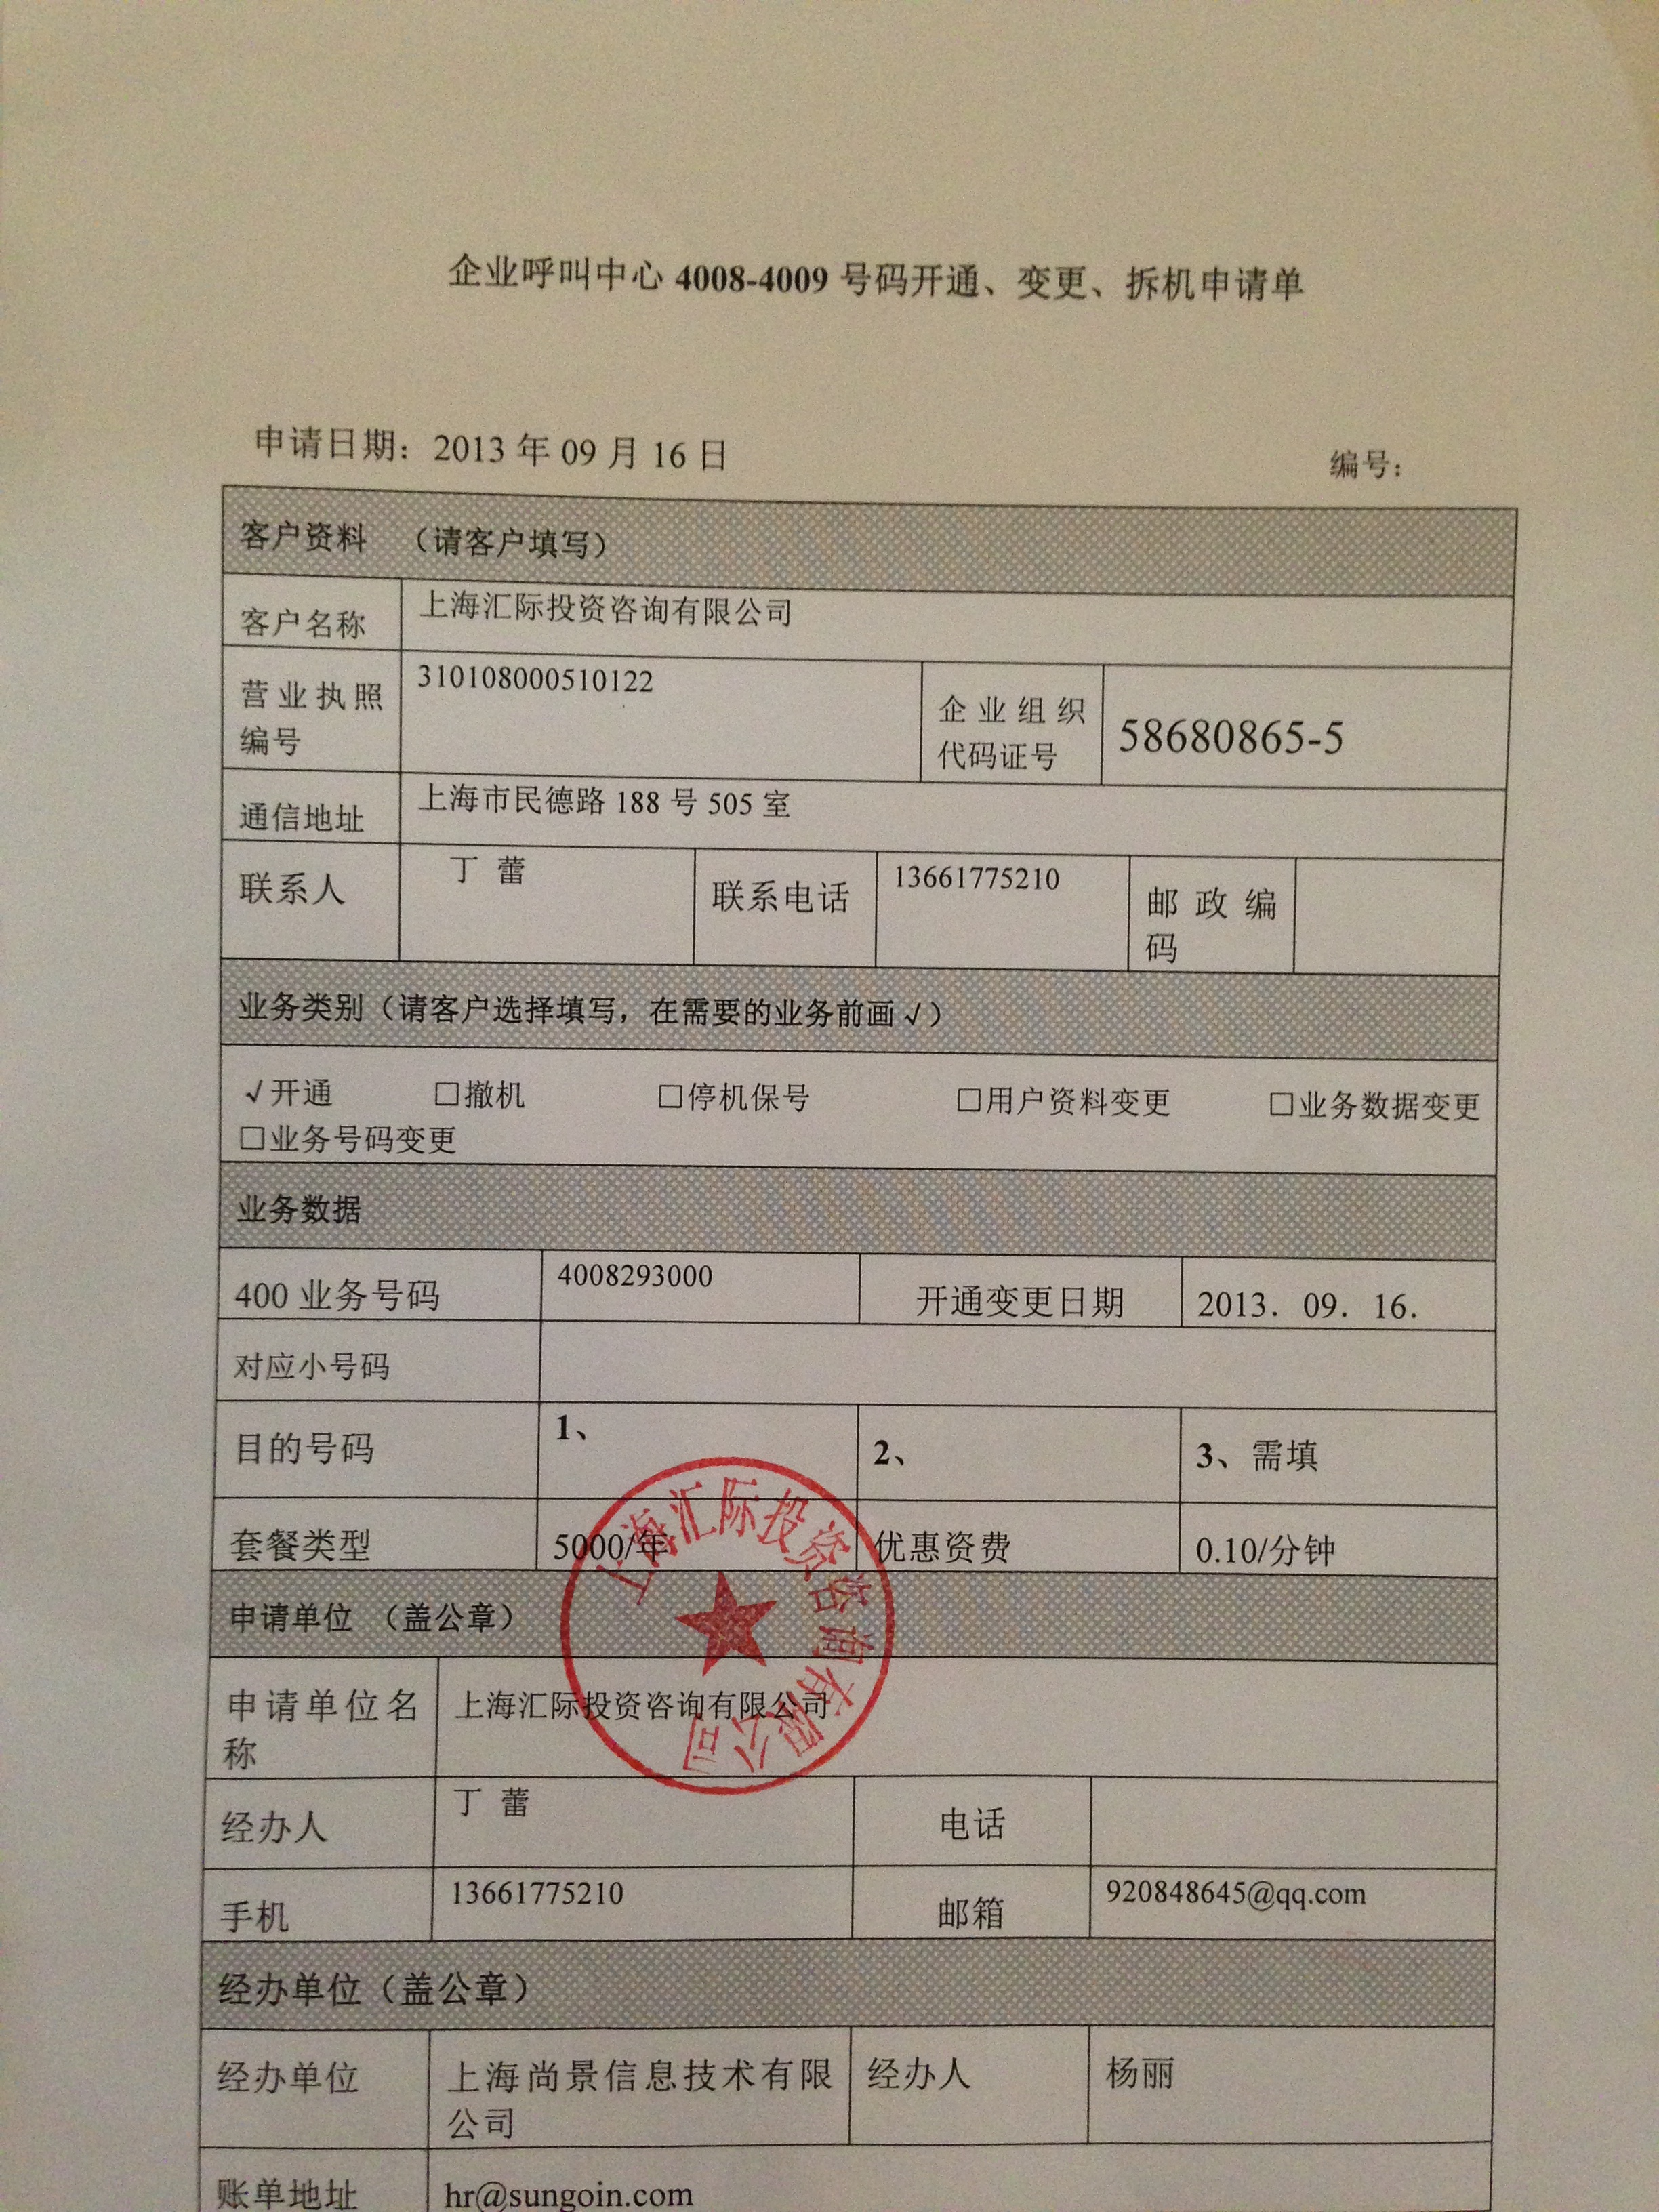 企业呼叫中心 4008-4009 号码开通、变更、拆机申请单
申请日期：2013 年 09 月 16 日
编号：
客户资料 （请客户填写）
客户名称
上海汇际投资咨询有限公司
营业执照
编号
310108000510122
企业组织
代码证号
58680865-5
通信地址
上海市民德路 188 号 505 室
联系人
丁 蕾
联系电话
13661775210
邮政编
码
业务类别（请客户选择填写，在需要的业务前画√）
√开通 □撤机 □停机保号 □用户资料变更 □业务数据变更
□业务号码变更
业务数据
400 业务号码
4008293000
开通变更日期
2013．09．16．
对应小号码
目的号码
1、
2、
3、需填
套餐类型
5000/年
优惠资费
0.10/分钟
申请单位 （盖公章）
上海汇际投资咨询有限公司
申请单位名
称
上海汇际投资咨询有限公司
经办人
丁 蕾
电话
手机
13661775210
邮箱
920848645@qq.com
经办单位（盖公章）
经办单位
上海尚景信息技术有限
公司
经办人
杨丽
账单地址
hr@sungoin.com